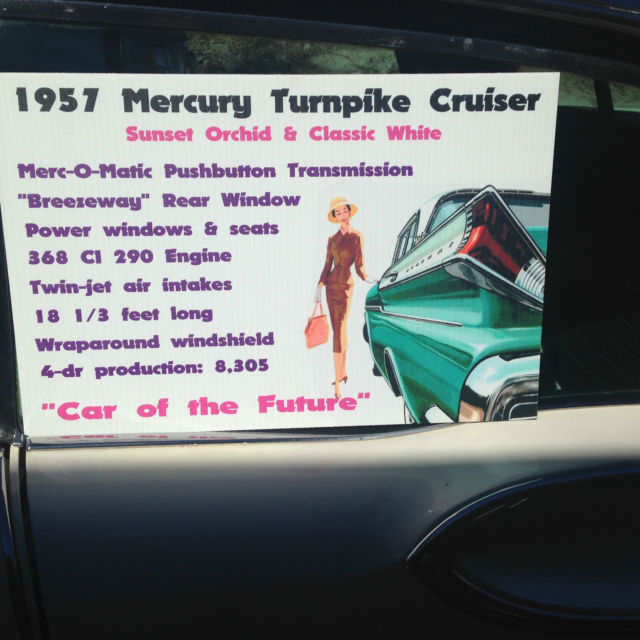 1957 Mercury Turnpike Cruiser
Sunset Orchid & Classic White
Merc-O-Matic Pushbutton Transmission
"Breezeway" Rear Window
Power windows & seats
368 CI 290 Engine
Twin-jet air intakes
18 1/3 feet long
Wraparound windshield
4-dr production: 8,305
"Car of the Future"